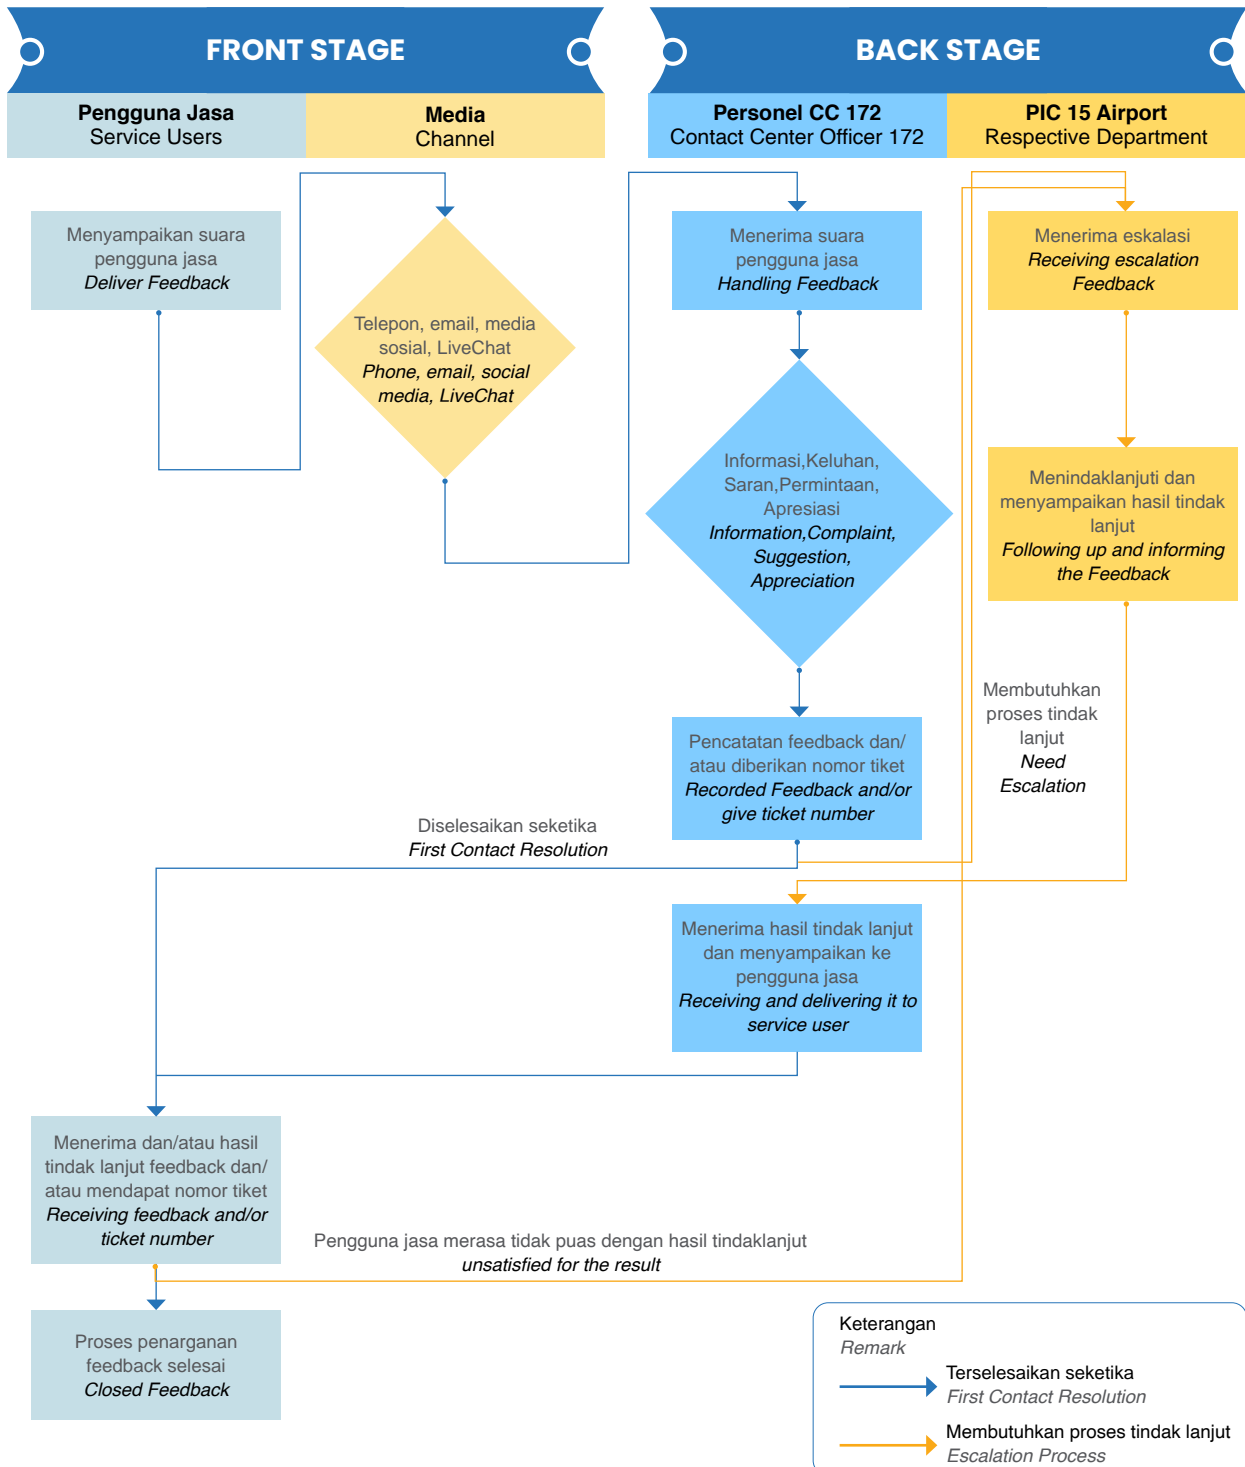 FRONT STAGE
BACK STAGE
Pengguna Jasa
Service Users
Media
Channel
Personel CC 172
Contact Center Officer 172
PIC 15 Airport
Respective Department
Menyampaikan suara
pengguna jasa
Deliver Feedback
Telepon, email, media
sosial, LiveChat
Phone, email, social
media, LiveChat
Menerima suara
pengguna jasa
Handling Feedback
Menerima eskalasi
Receiving escalation
Feedback
Informasi,Keluhan,
Saran,Permintaan,
Apresiasi
Information,Complaint,
Suggestion,
Appreciation
Menindaklanjuti dan
menyampaikan hasil tindak
lanjut
Following up and informing
the Feedback
Membutuhkan
proses tindak
lanjut
Need
Escalation
Pencatatan feedback dan/
atau diberikan nomor tiket
Recorded Feedback and/or
give ticket number
Diselesaikan seketika
First Contact Resolution
Menerima hasil tindak lanjut
dan menyampaikan ke
pengguna jasa
Receiving and delivering it to
service user
Menerima dan/atau hasil
tindak lanjut feedback dan/
atau mendapat nomor tiket
Receiving feedback and/or
ticket number
Pengguna jasa merasa tidak puas dengan hasil tindaklanjut
unsatisfied for the result
Proses penarganan
feedback selesai
Closed Feedback
Keterangan
Remark
Terselesaikan seketika
First Contact Resolution
Membutuhkan proses tindak lanjut
Escalation Process